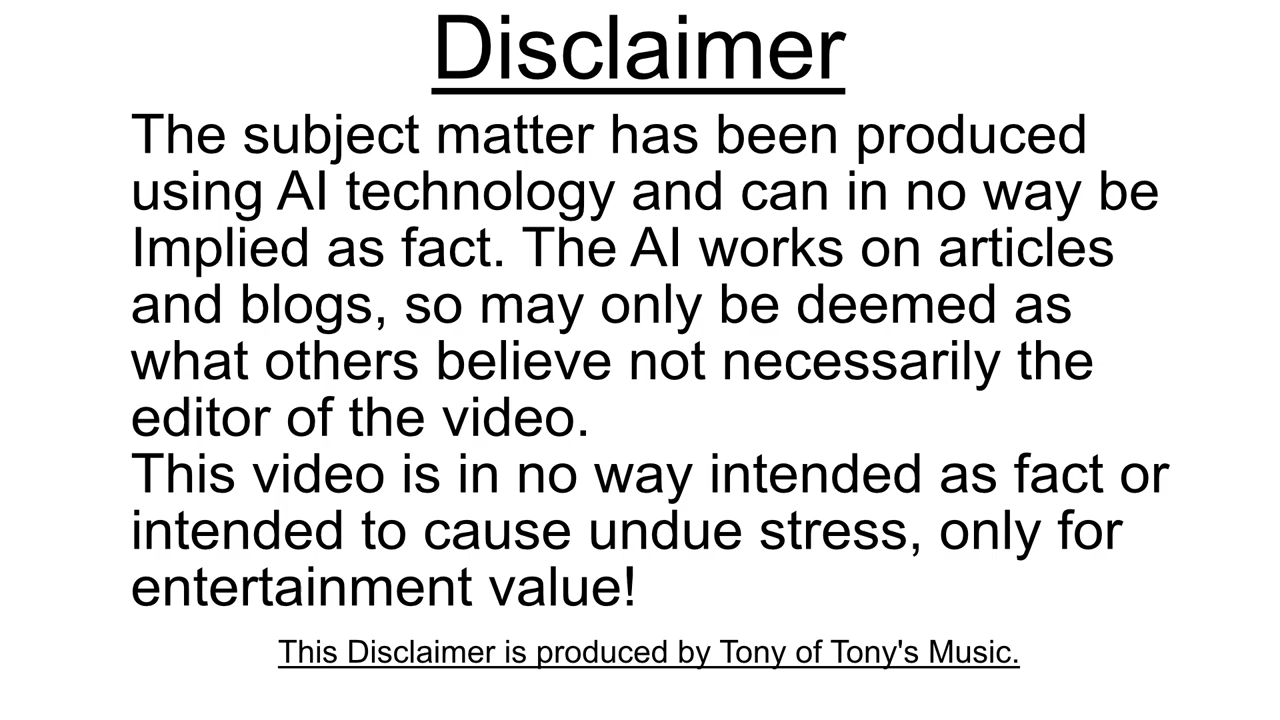 Disclaimer
The subject matter has been produced
using AI technology and can in no way be
Implied as fact. The AI works on articles
and blogs, so may only be deemed as
what others believe not necessarily the
editor of the video.
This video is in no way intended as fact or
intended to cause undue stress, only for
entertainment value!
This Disclaimer is produced by Tony of Tony's Music.